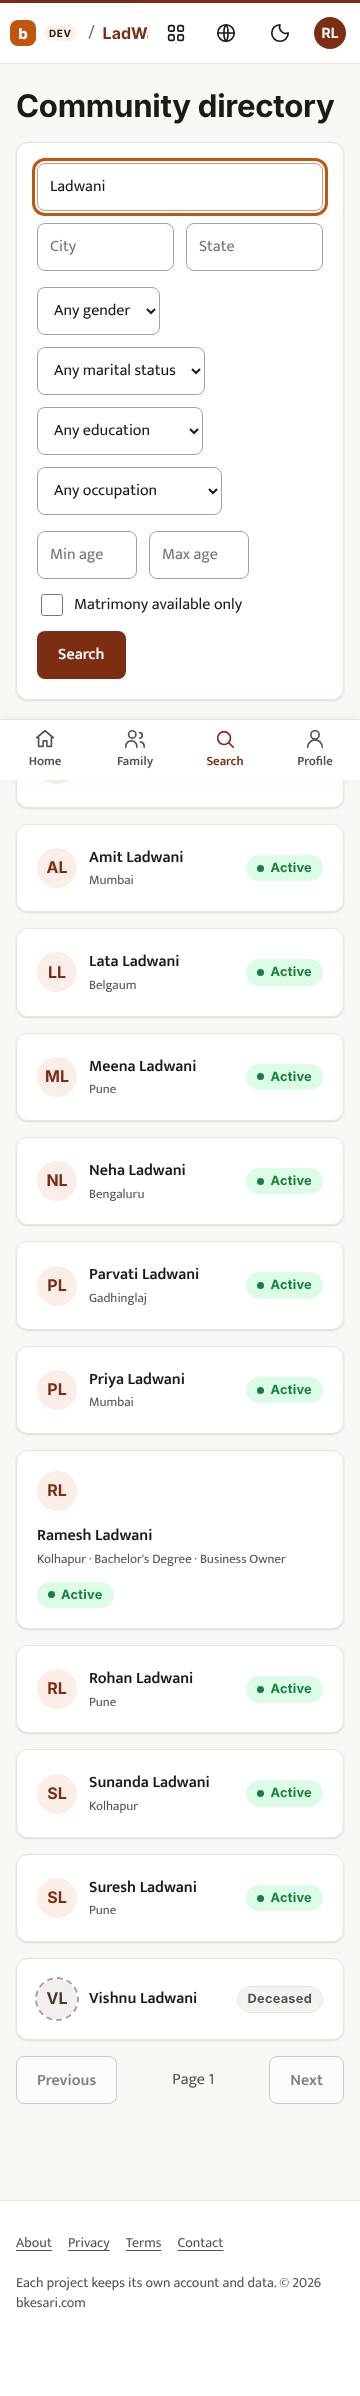 b DEV / LadW RL
Community directory
Ladwani
City State
Any gender
Any marital status
Any education
Any occupation
Min age Max age
Matrimony available only
Search
Home Family Search Profile
AL Amit Ladwani Active
Mumbai
LL Lata Ladwani Active
Belgaum
ML Meena Ladwani Active
Pune
NL Neha Ladwani Active
Bengaluru
PL Parvati Ladwani Active
Gadhinglaj
PL Priya Ladwani Active
Mumbai
RL
Ramesh Ladwani
Kolhapur · Bachelor's Degree · Business Owner
Active
RL Rohan Ladwani Active
Pune
SL Sunanda Ladwani Active
Kolhapur
SL Suresh Ladwani Active
Pune
VL Vishnu Ladwani Deceased
Previous Page 1 Next
About Privacy Terms Contact
Each project keeps its own account and data. © 2026
bkesari.com